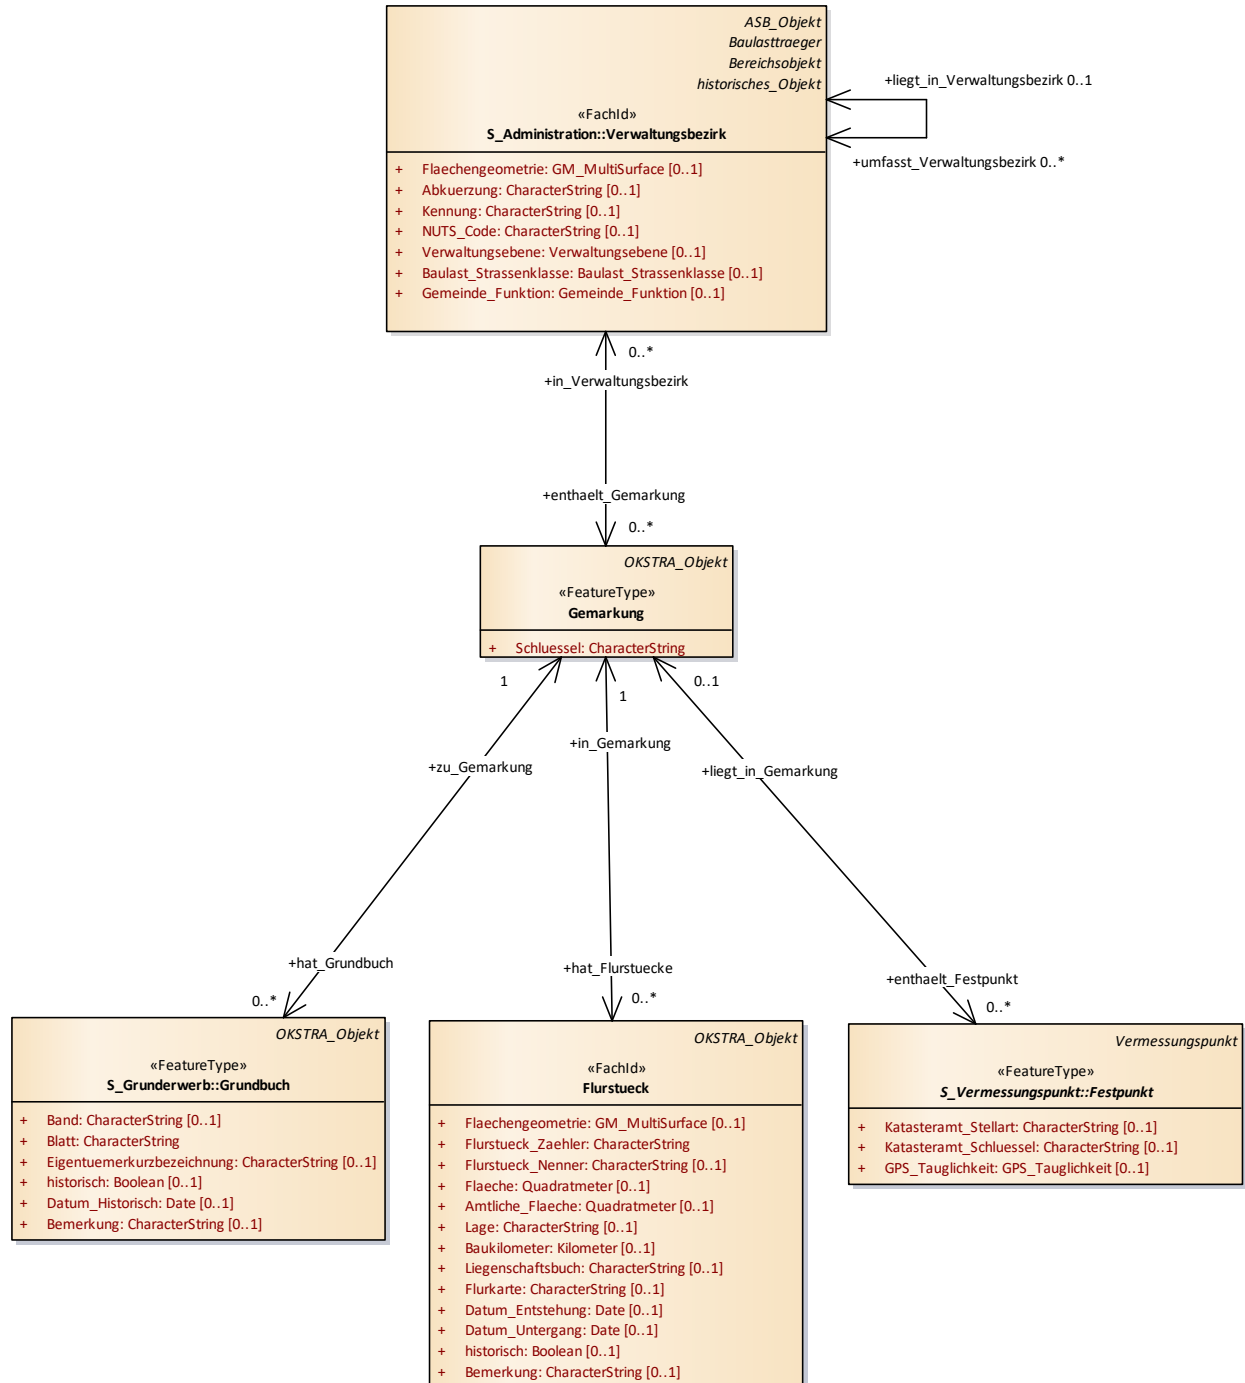 ASB_Objekt
Baulasttraeger
Bereichsobjekt
historisches_Objekt
«FachId»
S_Administration::Verwaltungsbezirk
+ Flaechengeometrie: GM_MultiSurface [0..1]
+ Abkuerzung: CharacterString [0..1]
+ Kennung: CharacterString [0..1]
+ NUTS_Code: CharacterString [0..1]
+ Verwaltungsebene: Verwaltungsebene [0..1]
+ Baulast_Strassenklasse: Baulast_Strassenklasse [0..1]
+ Gemeinde_Funktion: Gemeinde_Funktion [0..1]
+liegt_in_Verwaltungsbezirk 0..1
+umfasst_Verwaltungsbezirk 0..*
0..*
+in_Verwaltungsbezirk
+enthaelt_Gemarkung
0..*
OKSTRA_Objekt
«FeatureType»
Gemarkung
+ Schluessel: CharacterString
1
1
0..1
+zu_Gemarkung
+in_Gemarkung
+liegt_in_Gemarkung
+hat_Grundbuch
+hat_Flurstuecke
+enthaelt_Festpunkt
0..*
0..*
0..*
OKSTRA_Objekt
«FeatureType»
S_Grunderwerb::Grundbuch
+ Band: CharacterString [0..1]
+ Blatt: CharacterString
+ Eigentuemerkurzbezeichnung: CharacterString [0..1]
+ historisch: Boolean [0..1]
+ Datum_Historisch: Date [0..1]
+ Bemerkung: CharacterString [0..1]
OKSTRA_Objekt
«FachId»
Flurstueck
+ Flaechengeometrie: GM_MultiSurface [0..1]
+ Flurstueck_Zaehler: CharacterString
+ Flurstueck_Nenner: CharacterString [0..1]
+ Flaeche: Quadratmeter [0..1]
+ Amtliche_Flaeche: Quadratmeter [0..1]
+ Lage: CharacterString [0..1]
+ Baukilometer: Kilometer [0..1]
+ Liegenschaftsbuch: CharacterString [0..1]
+ Flurkarte: CharacterString [0..1]
+ Datum_Entstehung: Date [0..1]
+ Datum_Untergang: Date [0..1]
+ historisch: Boolean [0..1]
+ Bemerkung: CharacterString [0..1]
Vermessungspunkt
«FeatureType»
S_Vermessungspunkt::Festpunkt
+ Katasteramt_Stellart: CharacterString [0..1]
+ Katasteramt_Schluessel: CharacterString [0..1]
+ GPS_Tauglichkeit: GPS_Tauglichkeit [0..1]